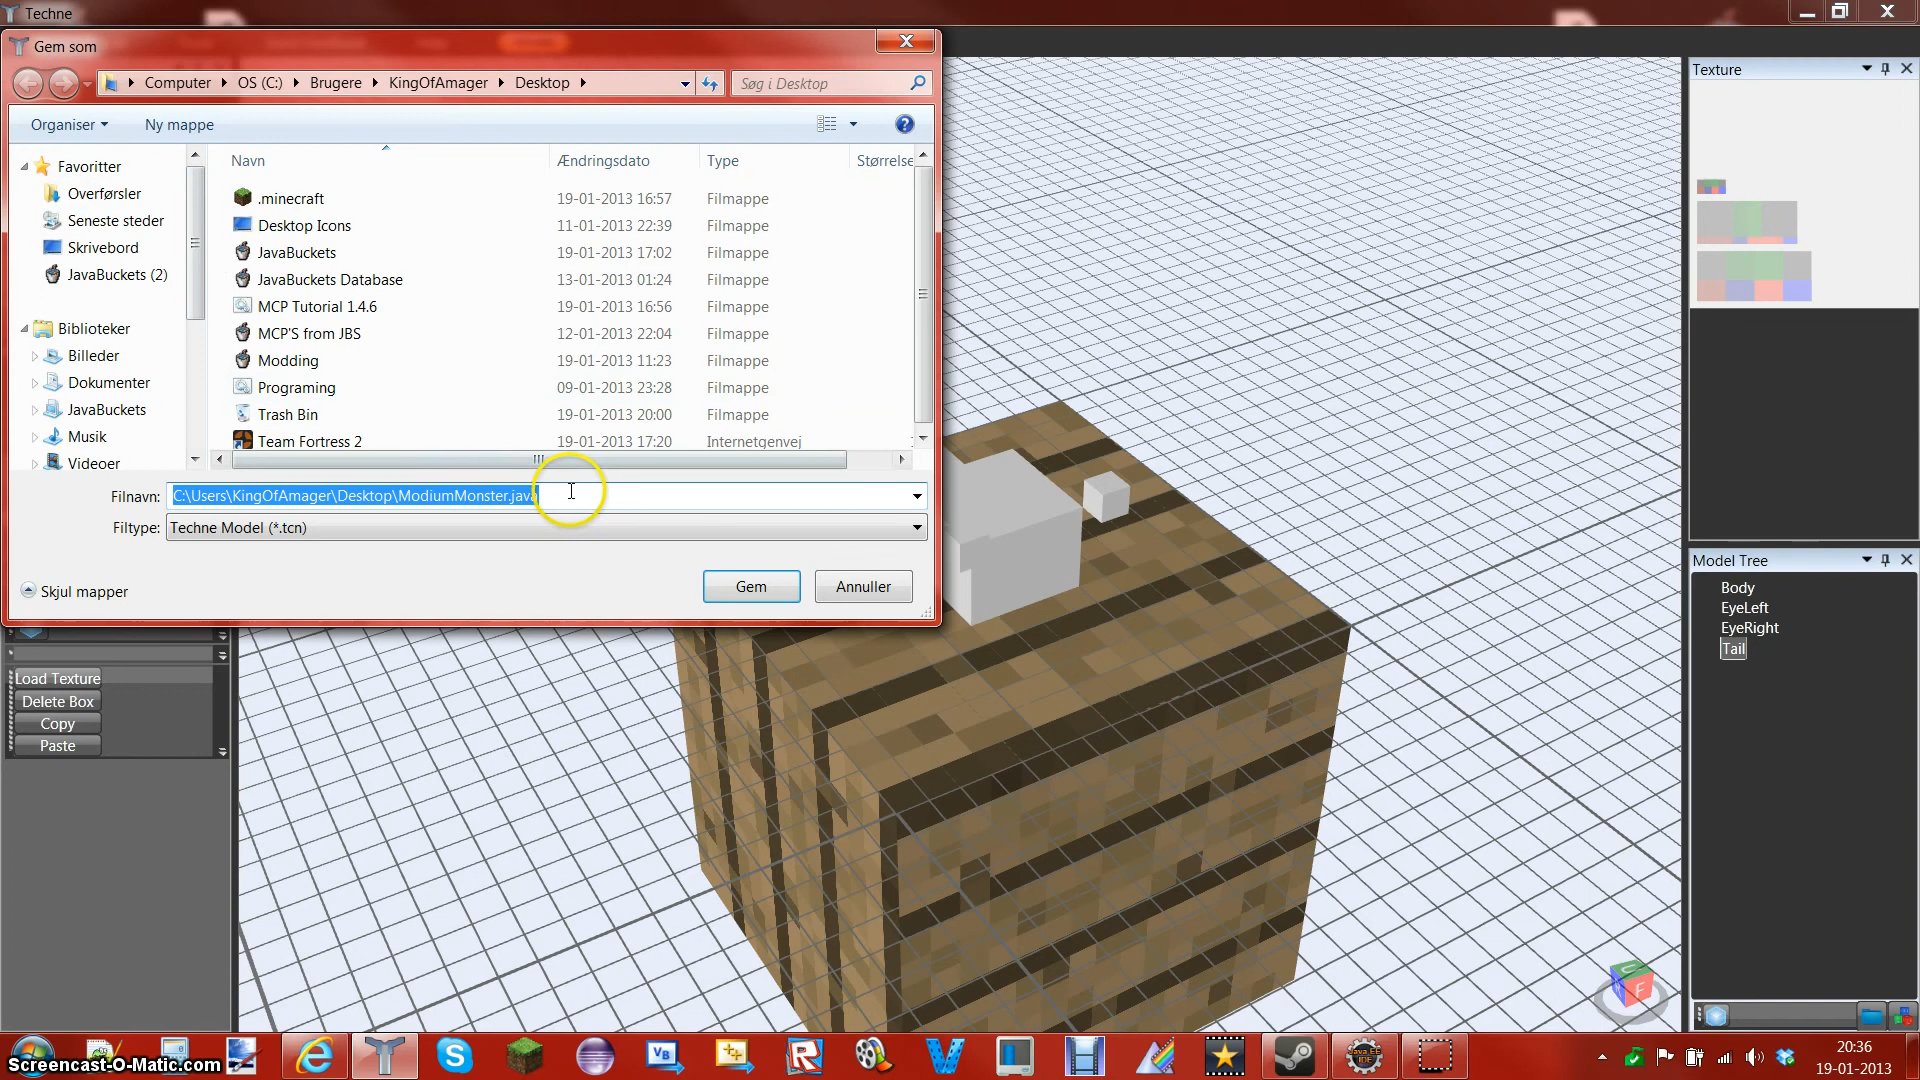 Techne
Gem som
Computer OS (C:) Brugere KingOfAmager Desktop
Søg i Desktop
Organiser Ny mappe
Navn Ændringsdato Type Størrelse
Favoritter
Overførsler
Seneste steder
Skrivebord
JavaBuckets (2)
Biblioteker
Billeder
Dokumenter
JavaBuckets
Musik
Videoer
.minecraft 19-01-2013 16:57 Filmappe
Desktop Icons 11-01-2013 22:39 Filmappe
JavaBuckets 19-01-2013 17:02 Filmappe
JavaBuckets Database 13-01-2013 01:24 Filmappe
MCP Tutorial 1.4.6 19-01-2013 16:56 Filmappe
MCP'S from JBS 12-01-2013 22:04 Filmappe
Modding 19-01-2013 11:23 Filmappe
Programing 09-01-2013 23:28 Filmappe
Trash Bin 19-01-2013 20:00 Filmappe
Team Fortress 2 19-01-2013 17:20 Internetgenvej
Filnavn: C:\Users\KingOfAmager\Desktop\ModiumMonster.java
Filtype: Techne Model (*.tcn)
Skjul mapper
Gem Annuller
Load Texture
Delete Box
Copy
Paste
Texture
Model Tree
Body
EyeLeft
EyeRight
Tail
Screencast-O-Matic.com
VB
Java EE
IDE
20:36
19-01-2013